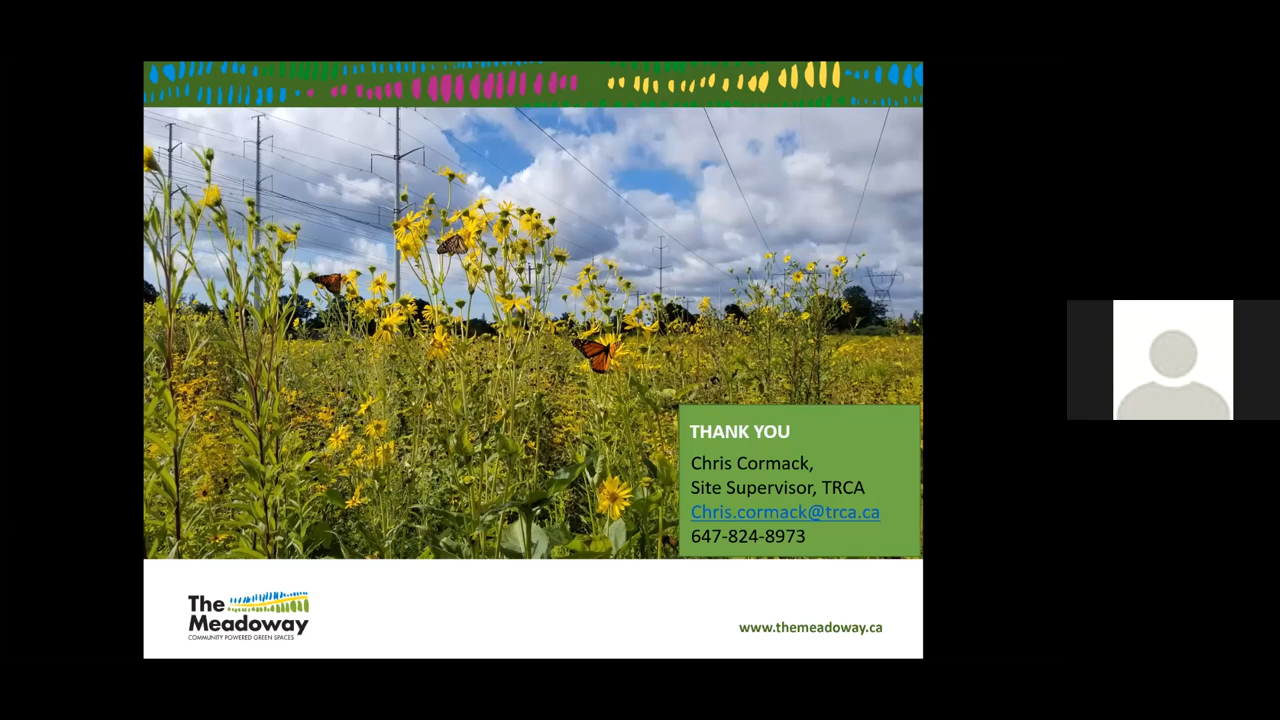 THANK YOU
Chris Cormack,
Site Supervisor, TRCA
Chris.cormack@trca.ca
647-824-8973
The
Meadoway
COMMUNITY POWERED GREEN SPACES
www.themeadoway.ca